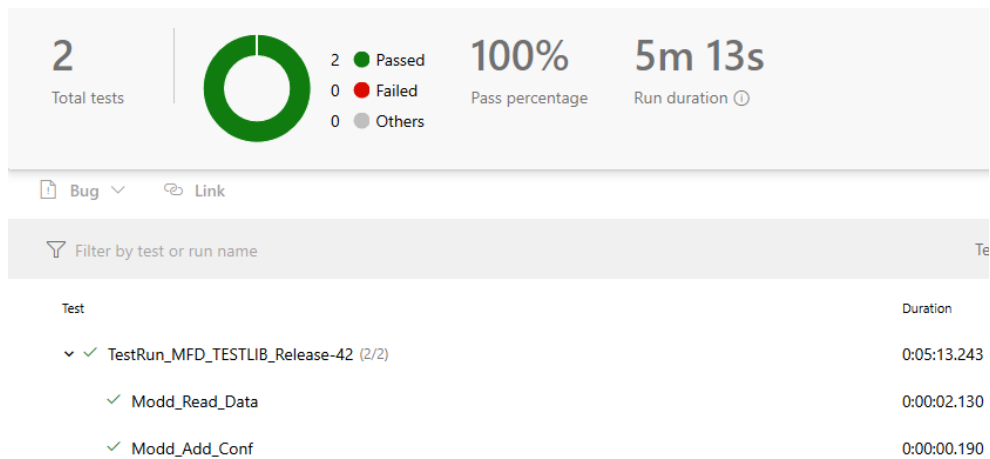 2
Total tests
2 Passed
0 Failed
0 Others
100%
Pass percentage
5m 13s
Run duration
Bug
Link
Filter by test or run name
Te
Test Duration
TestRun_MFD_TESTLIB_Release-42 (2/2) 0:05:13.243
Modd_Read_Data 0:00:02.130
Modd_Add_Conf 0:00:00.190